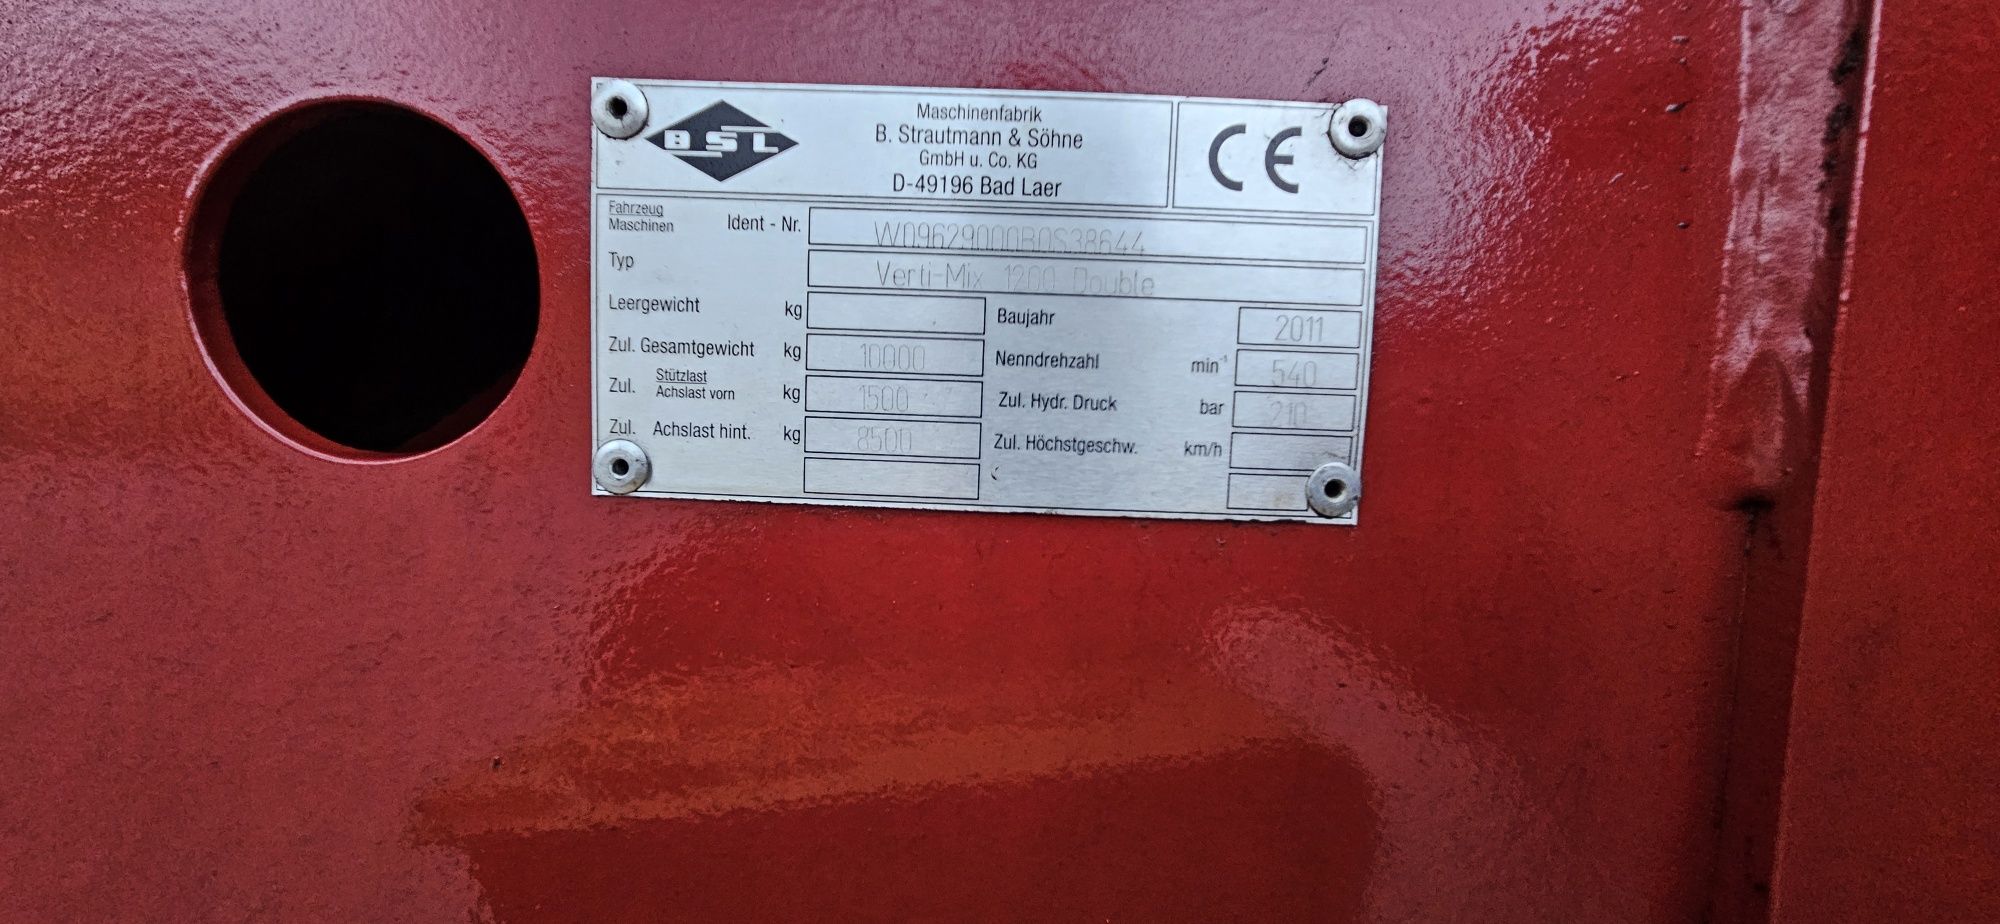 BSL
Maschinenfabrik
B. Strautmann & Söhne
GmbH u. Co. KG
D-49196 Bad Laer
CE
Fahrzeug
Maschinen
Ident - Nr. W09629000B0S38644
Typ Verti-Mix 1200 Double
Leergewicht kg
Baujahr 2011
Zul. Gesamtgewicht kg 10000
Nenndrehzahl min⁻¹ 540
Zul. Stützlast
Achslast vorn kg 1500
Zul. Hydr. Druck bar 210
Zul. Achslast hint. kg 8500
Zul. Höchstgeschw. km/h